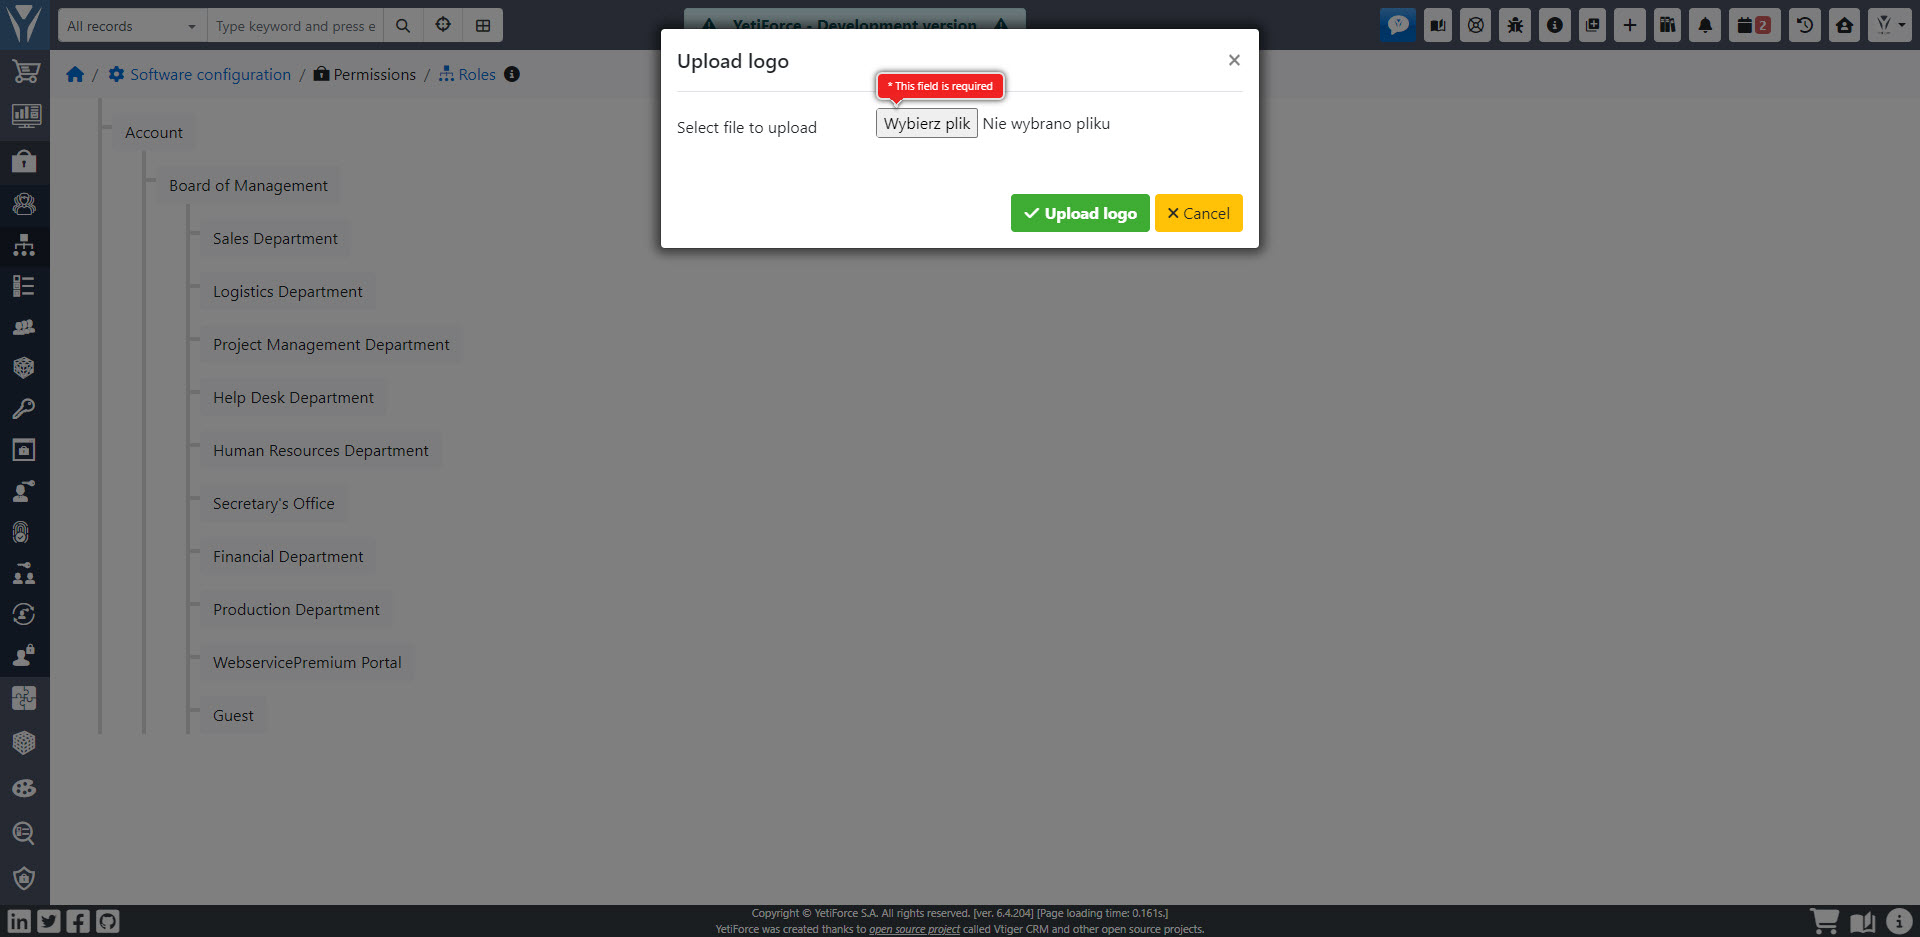 All records
Type keyword and press e
YetiForce - Development version
2
/ Software configuration / Permissions / Roles
Upload logo
×
* This field is required
Select file to upload
Wybierz plik Nie wybrano pliku
Upload logo
Cancel
Account
Board of Management
Sales Department
Logistics Department
Project Management Department
Help Desk Department
Human Resources Department
Secretary's Office
Financial Department
Production Department
WebservicePremium Portal
Guest
Copyright © YetiForce S.A. All rights reserved. [ver. 6.4.204] [Page loading time: 0.161s.]
YetiForce was created thanks to open source project called Vtiger CRM and other open source projects.